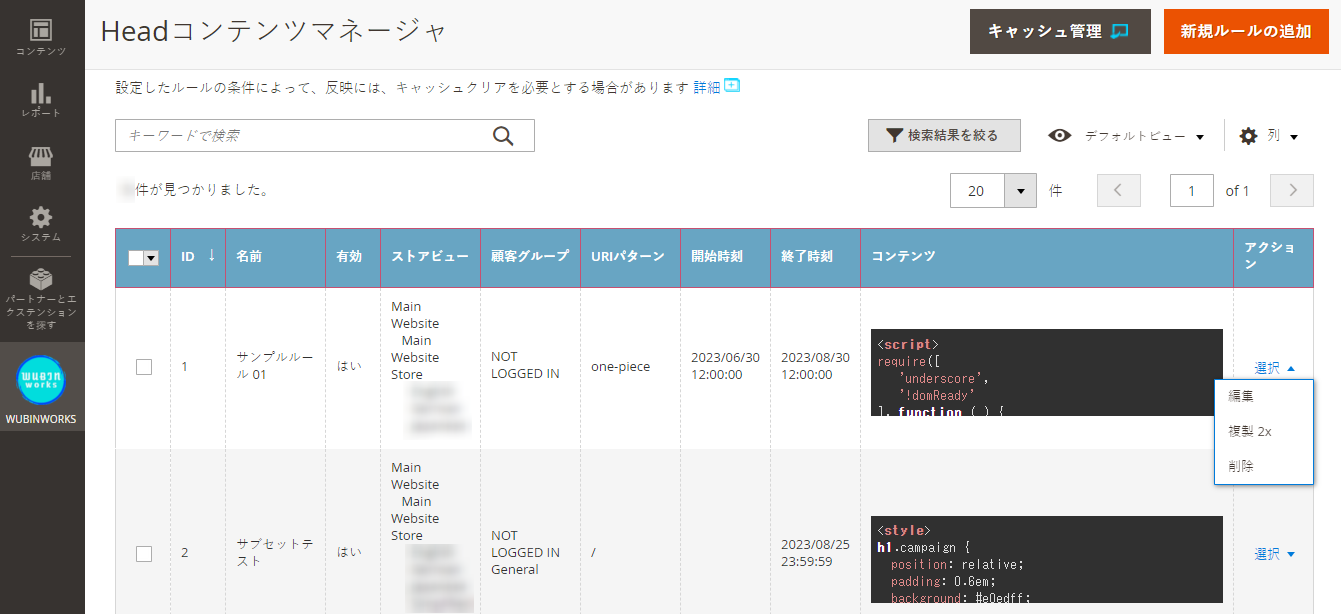 コンテンツ
レポート
店舗
システム
パートナーとエ
クステンション
を探す
wubinn
works
WUBINWORKS
Headコンテンツマネージャ
キャッシュ管理
新規ルールの追加
設定したルールの条件によって、反映には、キャッシュクリアを必要とする場合があります 詳細
キーワードで検索
検索結果を絞る
デフォルトビュー
列
件が見つかりました。
20
件
1
of 1
ID ↓
名前
有効
ストアビュー
顧客グループ
URIパターン
開始時刻
終了時刻
コンテンツ
アクショ
ン
1
サンプルルー
ル 01
はい
Main
Website
Main
Website
Store
NOT
LOGGED IN
one-piece
2023/06/30
12:00:00
2023/08/30
12:00:00
<script>
require([
'underscore',
'!domReady'
], function (_) {
選択
編集
複製 2x
削除
2
サブセットテ
スト
はい
Main
Website
Main
Website
Store
NOT
LOGGED IN
General
/
2023/08/25
23:59:59
<style>
h1.campaign {
position: relative;
padding: 0.6em;
background: #e0edff;
選択